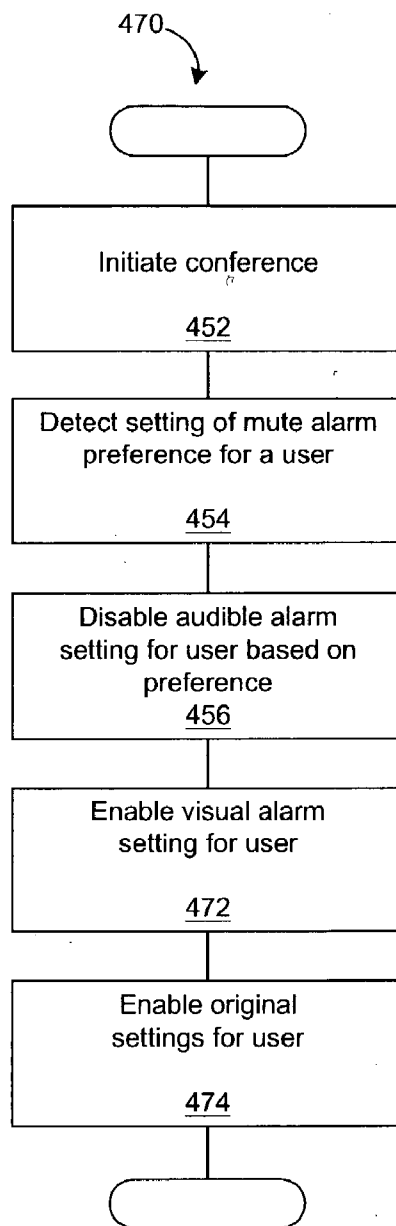 470
Initiate conference
452
Detect setting of mute alarm
preference for a user
454
Disable audible alarm
setting for user based on
preference
456
Enable visual alarm
setting for user
472
Enable original
settings for user
474